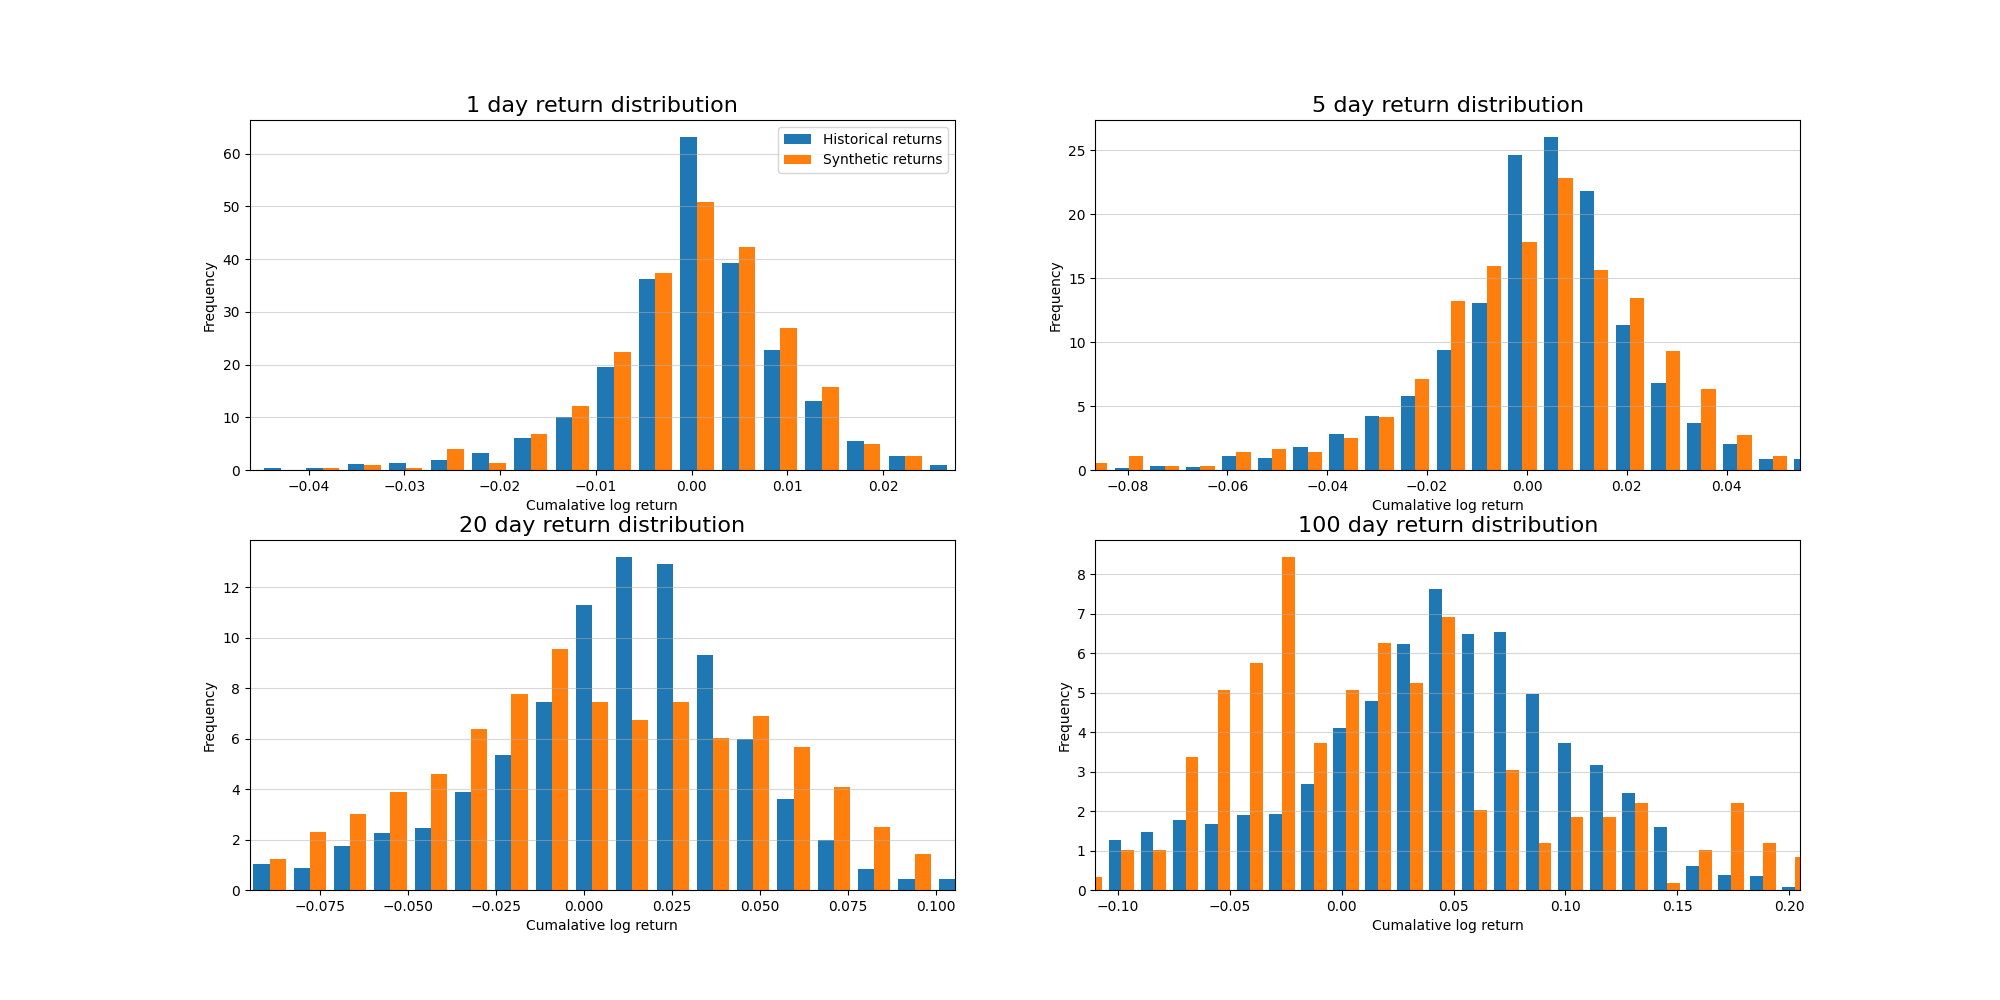 1 day return distribution
Historical returns
Synthetic returns
Frequency
60
50
40
30
20
10
0
−0.04 −0.03 −0.02 −0.01 0.00 0.01 0.02
Cumalative log return
5 day return distribution
Frequency
25
20
15
10
5
0
−0.08 −0.06 −0.04 −0.02 0.00 0.02 0.04
Cumalative log return
20 day return distribution
Frequency
12
10
8
6
4
2
0
−0.075 −0.050 −0.025 0.000 0.025 0.050 0.075 0.100
Cumalative log return
100 day return distribution
Frequency
8
7
6
5
4
3
2
1
0
−0.10 −0.05 0.00 0.05 0.10 0.15 0.20
Cumalative log return